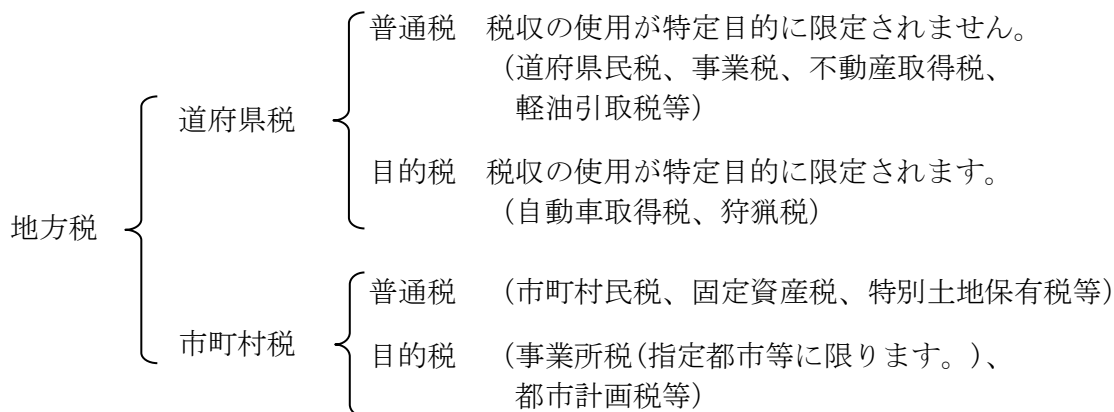 普通税 税収の使用が特定目的に限定されません。
(道府県民税、事業税、不動産取得税、
軽油引取税等)
道府県税
目的税 税収の使用が特定目的に限定されます。
(自動車取得税、狩猟税)
地方税
普通税 (市町村民税、固定資産税、特別土地保有税等)
市町村税
目的税 (事業所税(指定都市等に限ります。)、
都市計画税等)